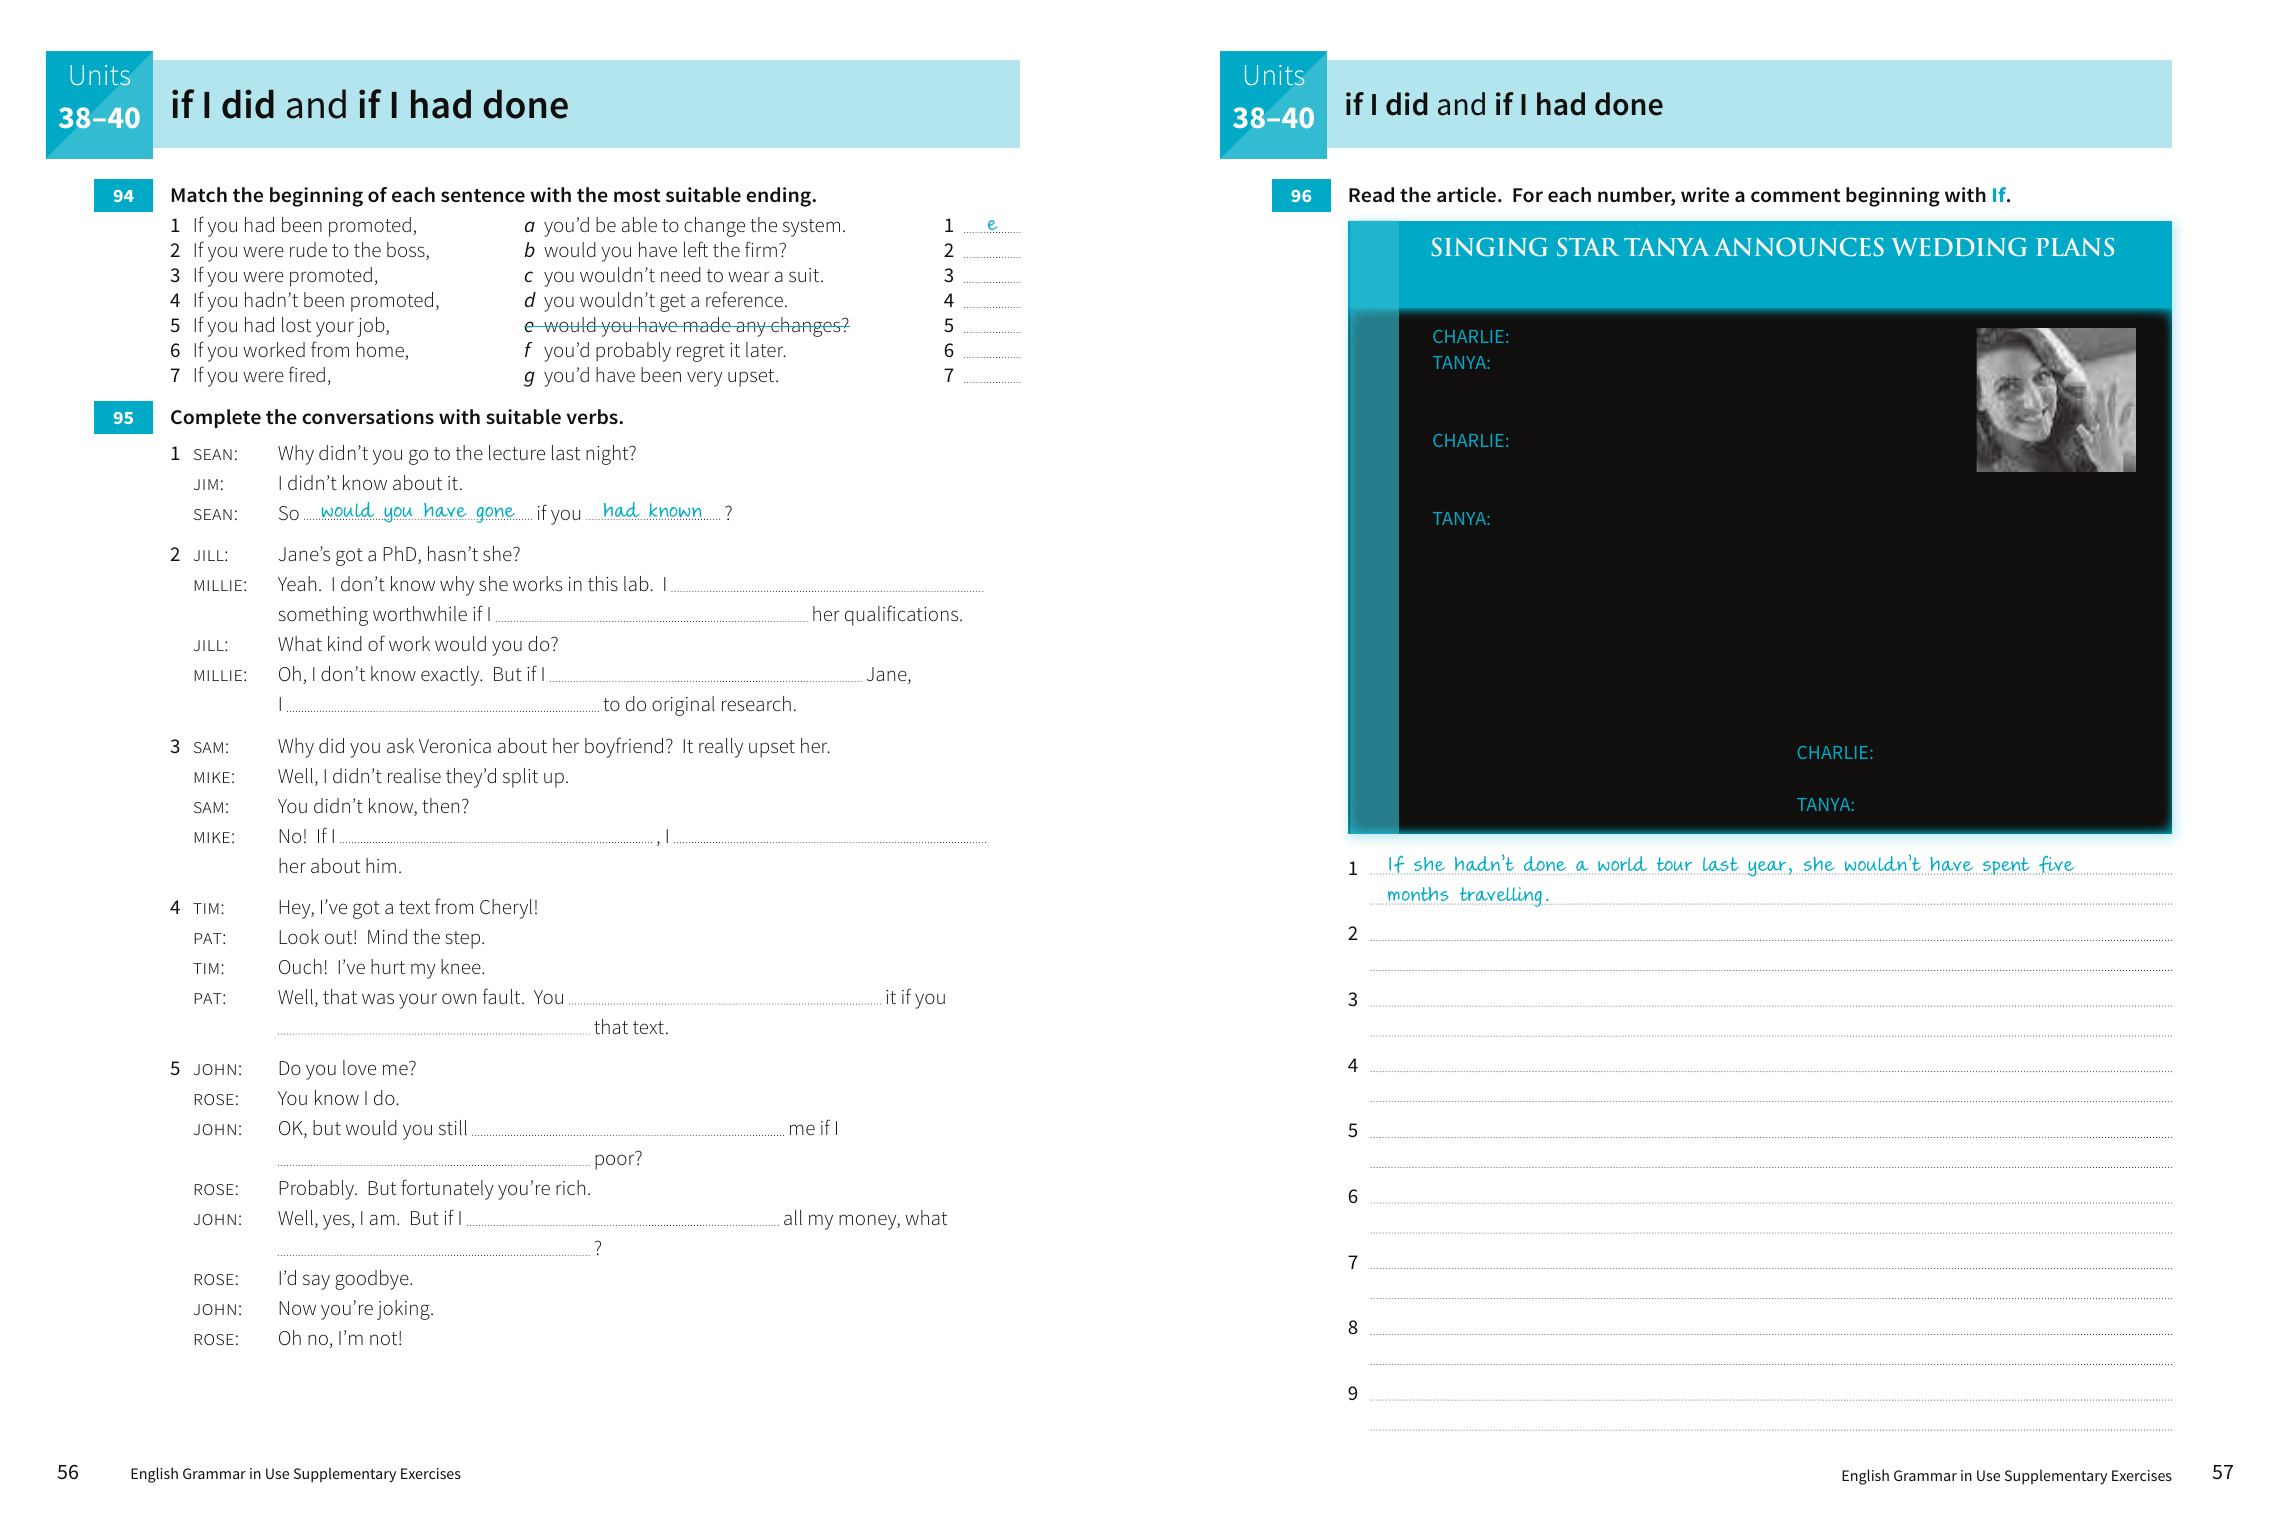 Units
38–40
if I did and if I had done
94
Match the beginning of each sentence with the most suitable ending.
1 If you had been promoted, a you’d be able to change the system. 1 e
2 If you were rude to the boss, b would you have left the firm? 2
3 If you were promoted, c you wouldn’t need to wear a suit. 3
4 If you hadn’t been promoted, d you wouldn’t get a reference. 4
5 If you had lost your job, e would you have made any changes? 5
6 If you worked from home, f you’d probably regret it later. 6
7 If you were fired, g you’d have been very upset. 7
95
Complete the conversations with suitable verbs.
1 SEAN: Why didn’t you go to the lecture last night?
JIM: I didn’t know about it.
SEAN: So would you have gone if you had known ?
2 JILL: Jane’s got a PhD, hasn’t she?
MILLIE: Yeah. I don’t know why she works in this lab. I
something worthwhile if I her qualifications.
JILL: What kind of work would you do?
MILLIE: Oh, I don’t know exactly. But if I Jane,
I to do original research.
3 SAM: Why did you ask Veronica about her boyfriend? It really upset her.
MIKE: Well, I didn’t realise they’d split up.
SAM: You didn’t know, then?
MIKE: No! If I , I
her about him.
4 TIM: Hey, I’ve got a text from Cheryl!
PAT: Look out! Mind the step.
TIM: Ouch! I’ve hurt my knee.
PAT: Well, that was your own fault. You it if you
that text.
5 JOHN: Do you love me?
ROSE: You know I do.
JOHN: OK, but would you still me if I
poor?
ROSE: Probably. But fortunately you’re rich.
JOHN: Well, yes, I am. But if I all my money, what
?
ROSE: I’d say goodbye.
JOHN: Now you’re joking.
ROSE: Oh no, I’m not!
56 English Grammar in Use Supplementary Exercises
Units
38–40
if I did and if I had done
96
Read the article. For each number, write a comment beginning with If.
SINGING STAR TANYA ANNOUNCES WEDDING PLANS
CHARLIE:
TANYA:
CHARLIE:
TANYA:
CHARLIE:
TANYA:
1 If she hadn’t done a world tour last year, she wouldn’t have spent five
months travelling.
2
3
4
5
6
7
8
9
English Grammar in Use Supplementary Exercises 57